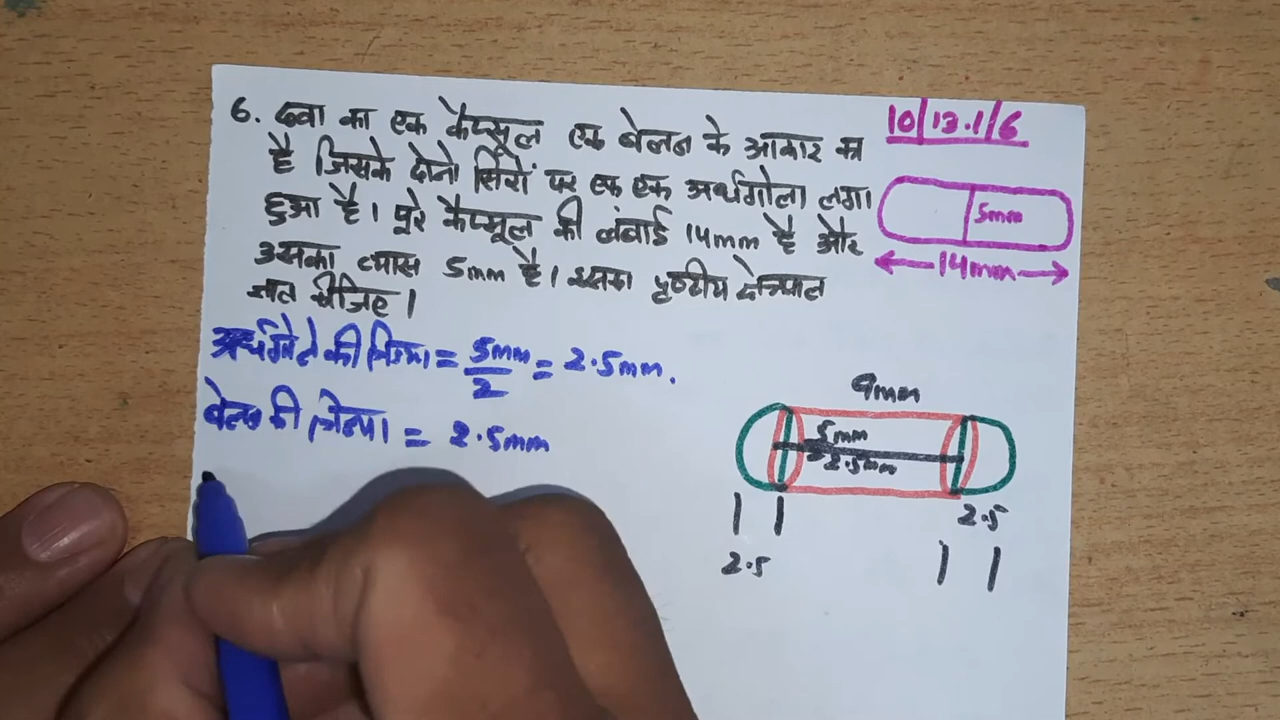 6. दवा का एक कैप्सूल एक बेलन के आकार का
है जिसके दोनों सिरों पर एक एक अर्धगोला लगा
हुआ है। पूरे कैप्सूल की लंबाई 14mm है और
उसका व्यास 5mm है। इसका पृष्ठीय क्षेत्रफल
ज्ञात कीजिए।
10/13.1/6
5mm
14mm
अर्धगोले की त्रिज्या = 5mm/2 = 2.5mm.
बेलन की त्रिज्या = 2.5mm
9mm
5mm
2.5mm
2.5
2.5